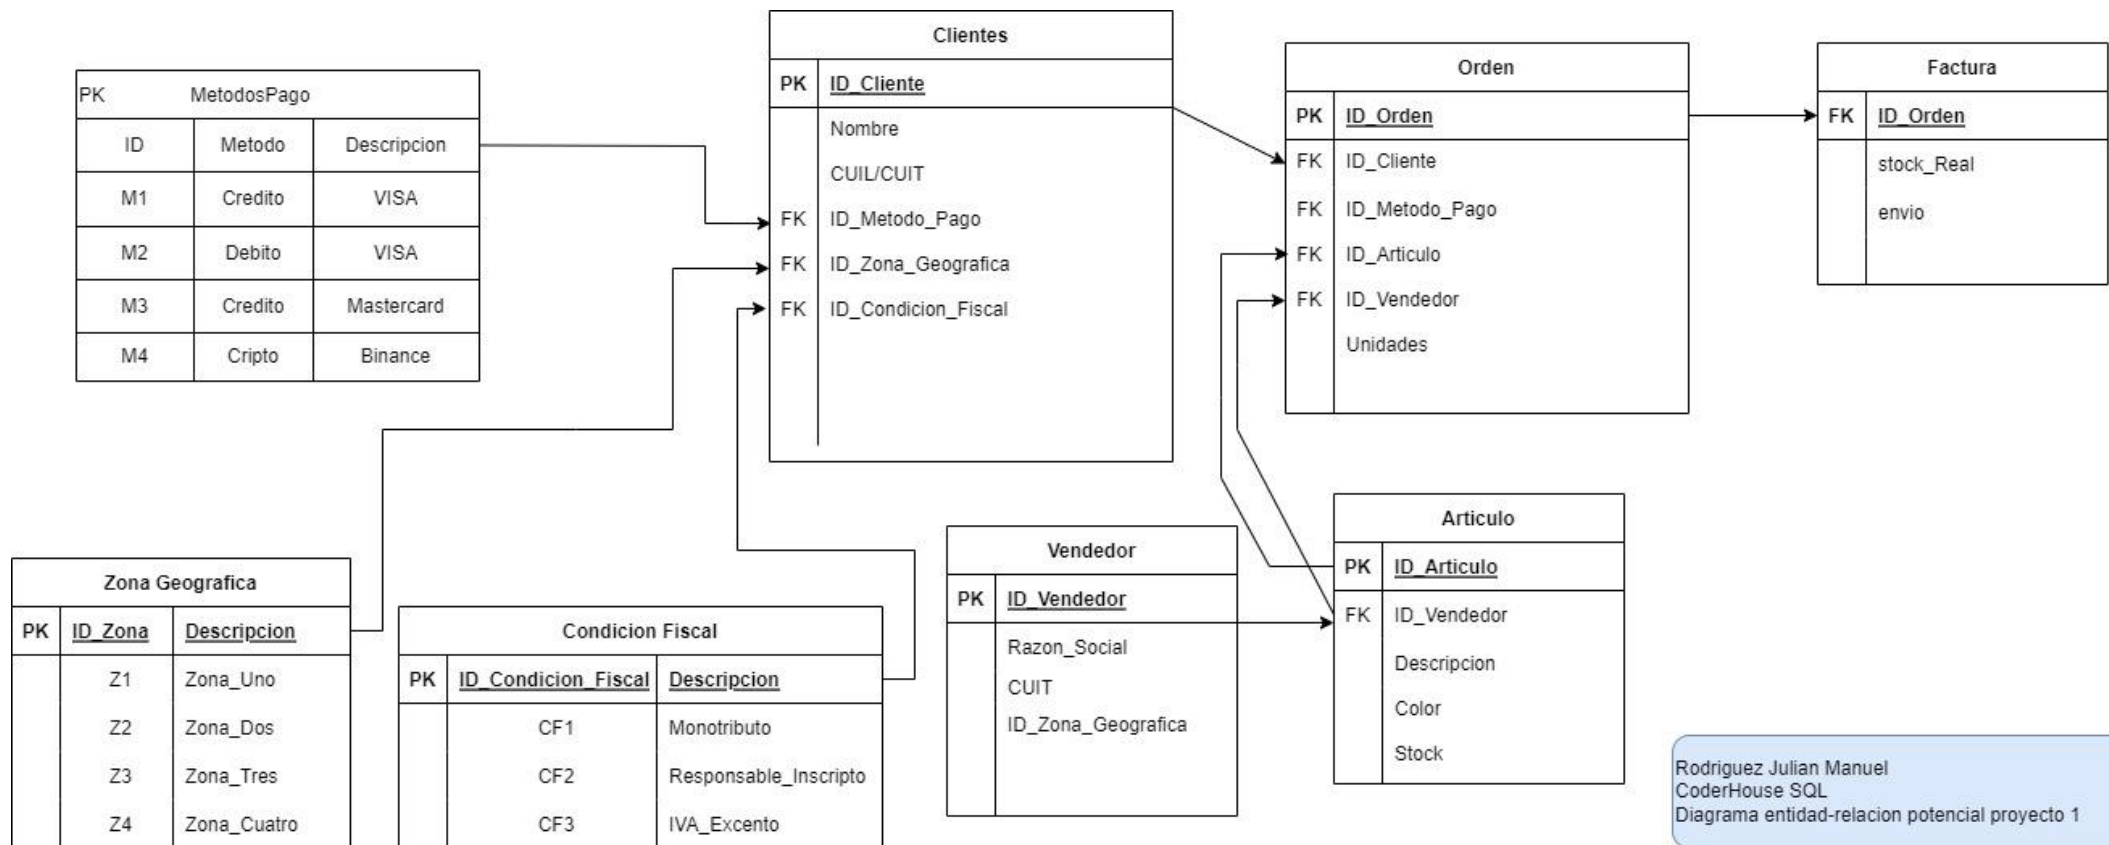 PK MetodosPago
ID Metodo Descripcion
M1 Credito VISA
M2 Debito VISA
M3 Credito Mastercard
M4 Cripto Binance
Clientes
PK ID_Cliente
Nombre
CUIL/CUIT
FK ID_Metodo_Pago
FK ID_Zona_Geografica
FK ID_Condicion_Fiscal
Orden
PK ID_Orden
FK ID_Cliente
FK ID_Metodo_Pago
FK ID_Articulo
FK ID_Vendedor
Unidades
Factura
FK ID_Orden
stock_Real
envio
Zona Geografica
PK ID_Zona Descripcion
Z1 Zona_Uno
Z2 Zona_Dos
Z3 Zona_Tres
Z4 Zona_Cuatro
Condicion Fiscal
PK ID_Condicion_Fiscal Descripcion
CF1 Monotributo
CF2 Responsable_Inscripto
CF3 IVA_Excento
Vendedor
PK ID_Vendedor
Razon_Social
CUIT
ID_Zona_Geografica
Articulo
PK ID_Articulo
FK ID_Vendedor
Descripcion
Color
Stock
Rodriguez Julian Manuel
CoderHouse SQL
Diagrama entidad-relacion potencial proyecto 1